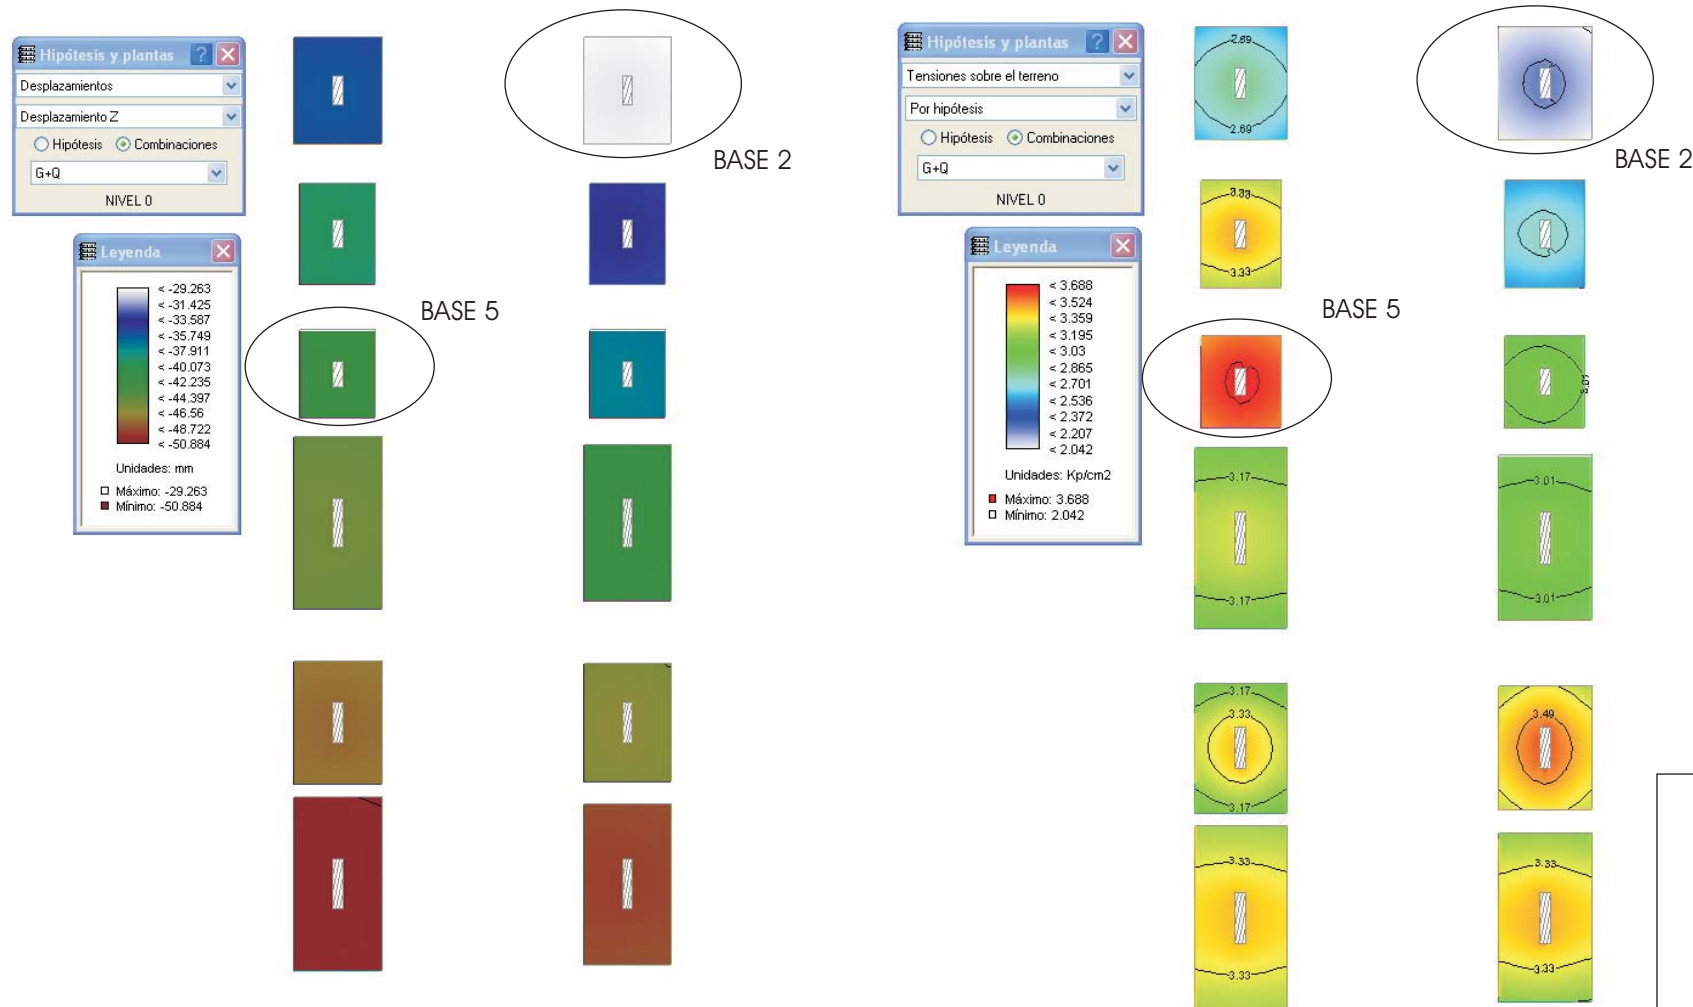 Hipótesis y plantas
Desplazamientos
Desplazamiento Z
Hipótesis Combinaciones
G+Q
NIVEL 0
Leyenda
< -29.263
< -31.425
< -33.587
< -35.749
< -37.911
< -40.073
< -42.235
< -44.397
< -46.56
< -48.722
< -50.884
Unidades: mm
Máximo: -29.263
Mínimo: -50.884
BASE 2
BASE 5
Hipótesis y plantas
Tensiones sobre el terreno
Por hipótesis
Hipótesis Combinaciones
G+Q
NIVEL 0
Leyenda
< 3.688
< 3.524
< 3.359
< 3.195
< 3.03
< 2.865
< 2.701
< 2.536
< 2.372
< 2.207
< 2.042
Unidades: Kp/cm2
Máximo: 3.688
Mínimo: 2.042
2.69
2.69
BASE 2
3.33
3.33
BASE 5
3.01
3.17
3.17
3.01
3.01
3.17
3.33
3.17
3.49
3.33
3.33
3.33
3.33